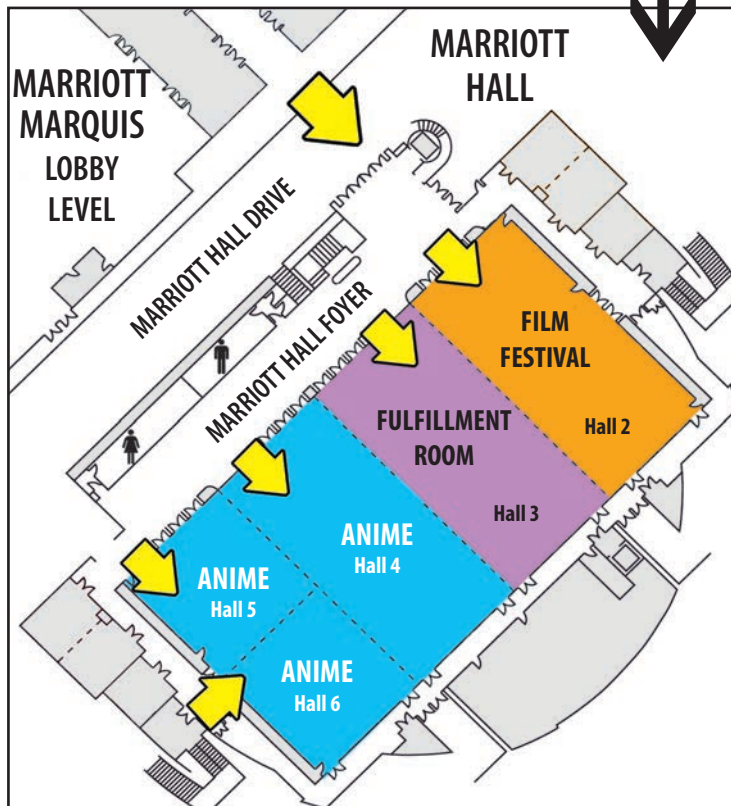 MARRIOTT
MARQUIS
LOBBY
LEVEL
MARRIOTT
HALL
MARRIOTT HALL DRIVE
MARRIOTT HALL FOYER
FILM
FESTIVAL
Hall 2
FULFILLMENT
ROOM
Hall 3
ANIME
Hall 4
ANIME
Hall 5
ANIME
Hall 6